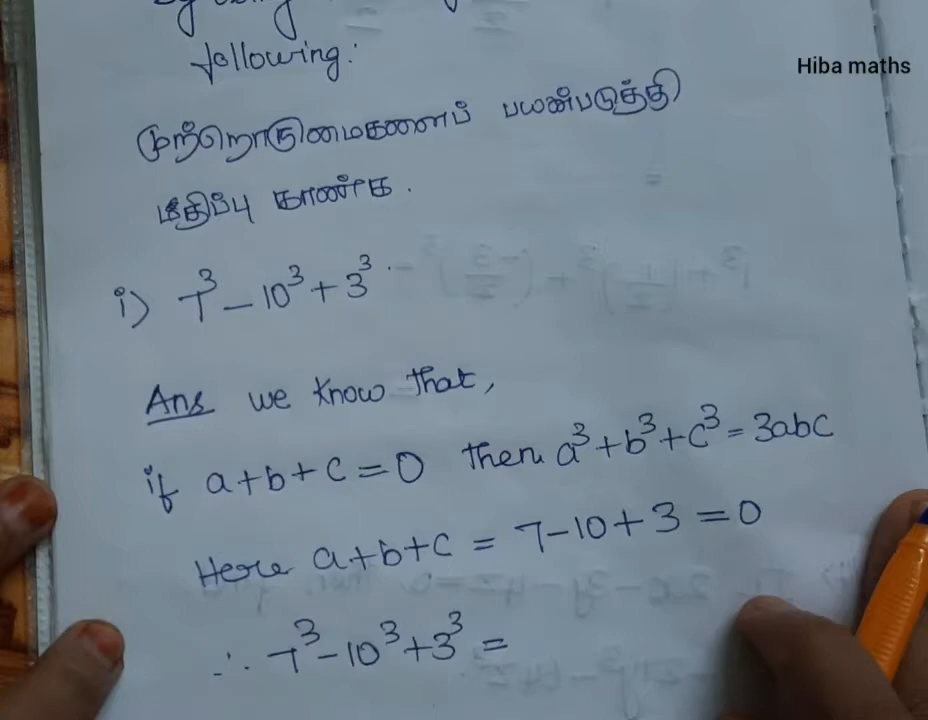 following:
Hiba maths
முற்றொருமைகளைப் பயன்படுத்தி
மதிப்பு காண்க.
i) 7³ - 10³ + 3³.
Ans we know that,
if a+b+c=0 then a³+b³+c³=3abc
Here a+b+c = 7-10+3 =0
∴ 7³-10³+3³ =